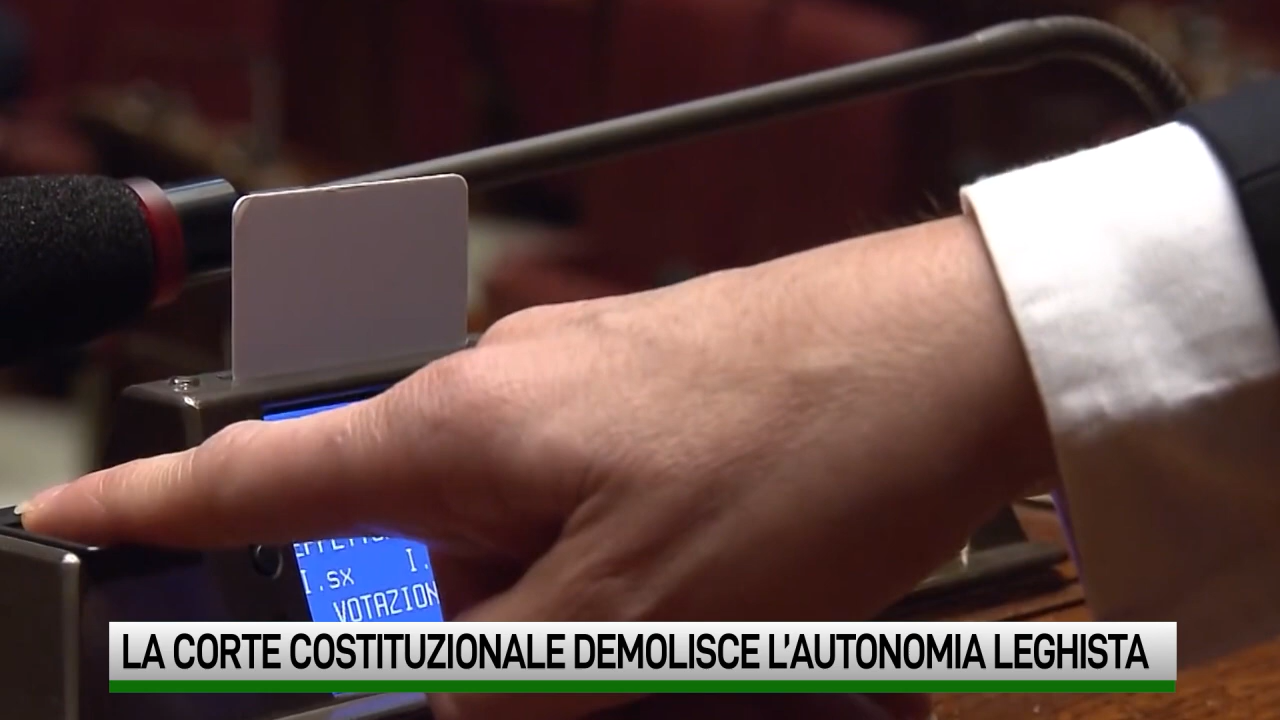 I.sx I.
VOTAZION
LA CORTE COSTITUZIONALE DEMOLISCE L'AUTONOMIA LEGHISTA